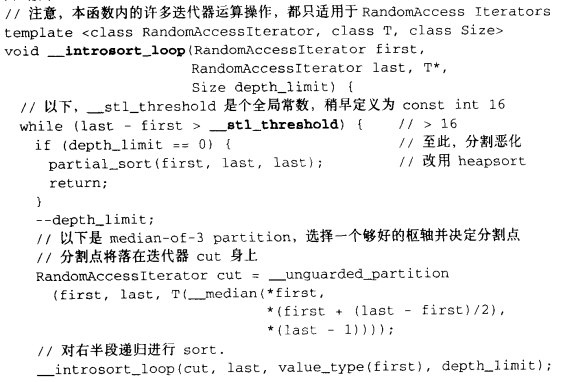 // 注意，本函数内的许多迭代器运算操作，都只适用于 RandomAccess Iterators
template <class RandomAccessIterator, class T, class Size>
void __introsort_loop(RandomAccessIterator first,
RandomAccessIterator last, T*,
Size depth_limit) {
// 以下，__stl_threshold 是个全局常数，稍早定义为 const int 16
while (last - first > __stl_threshold) { // > 16
if (depth_limit == 0) { // 至此，分割恶化
partial_sort(first, last, last); // 改用 heapsort
return;
}
--depth_limit;
// 以下是 median-of-3 partition，选择一个够好的枢轴并决定分割点
// 分割点将落在迭代器 cut 身上
RandomAccessIterator cut = __unguarded_partition
(first, last, T(__median(*first,
*(first + (last - first)/2),
*(last - 1))));
// 对右半段递归进行 sort.
__introsort_loop(cut, last, value_type(first), depth_limit);